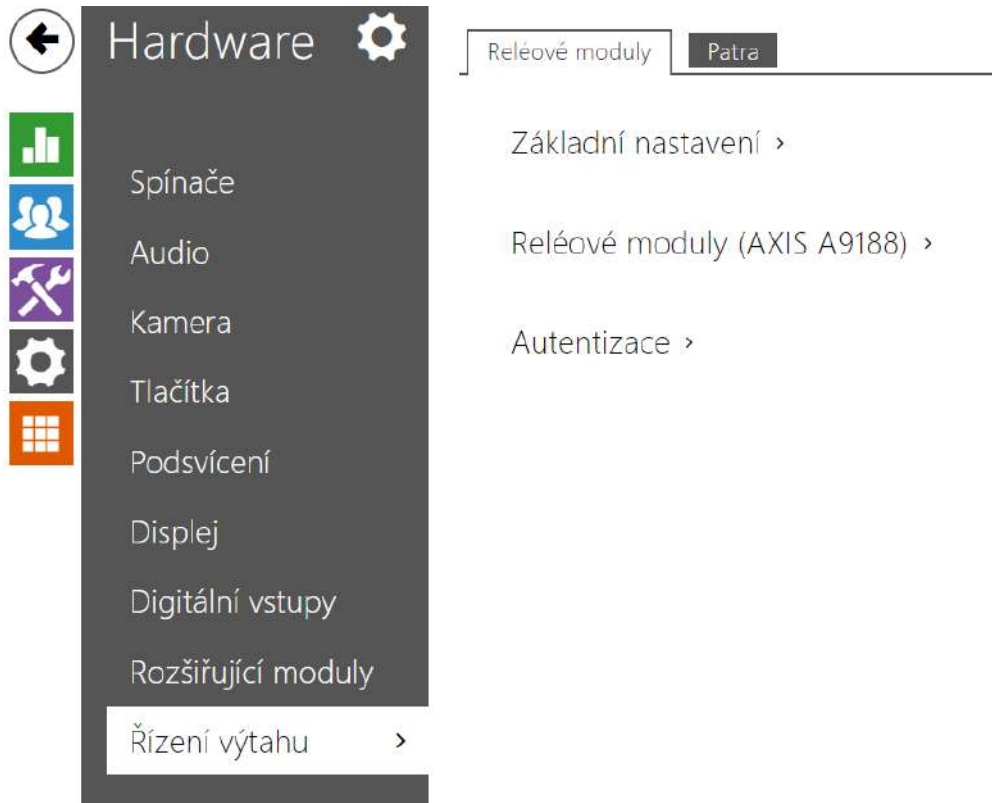 Hardware
Spínače
Audio
Kamera
Tlačítka
Podsvícení
Displej
Digitální vstupy
Rozšiřující moduly
Řízení výtahu
Reléové moduly
Patra
Základní nastavení
Reléové moduly (AXIS A9188)
Autentizace